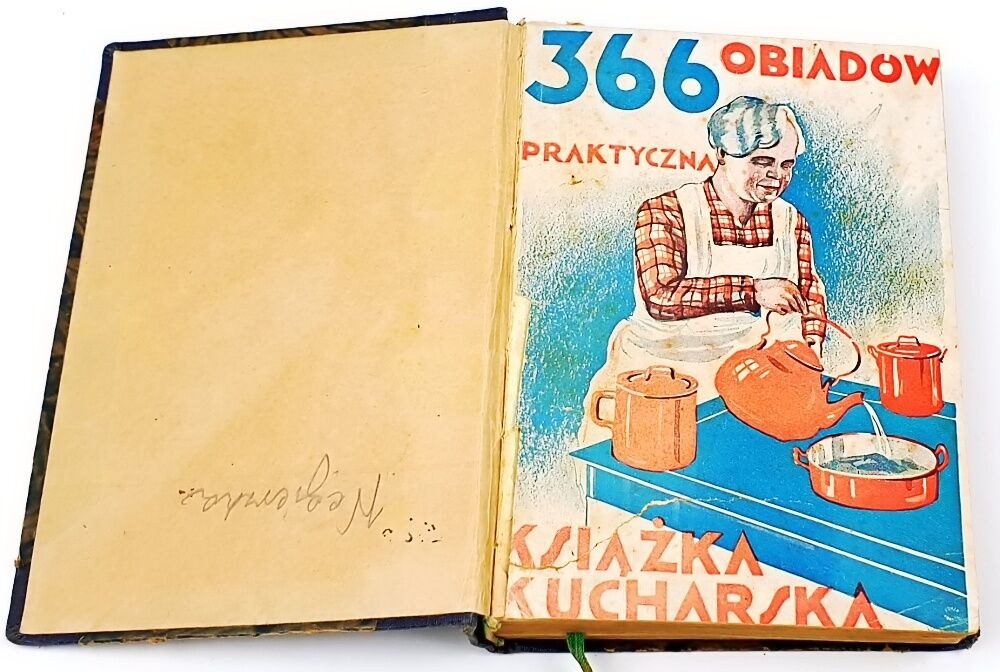 366 OBIADÓW
PRAKTYCZNA
KSIĄŻKA
KUCHARSKA